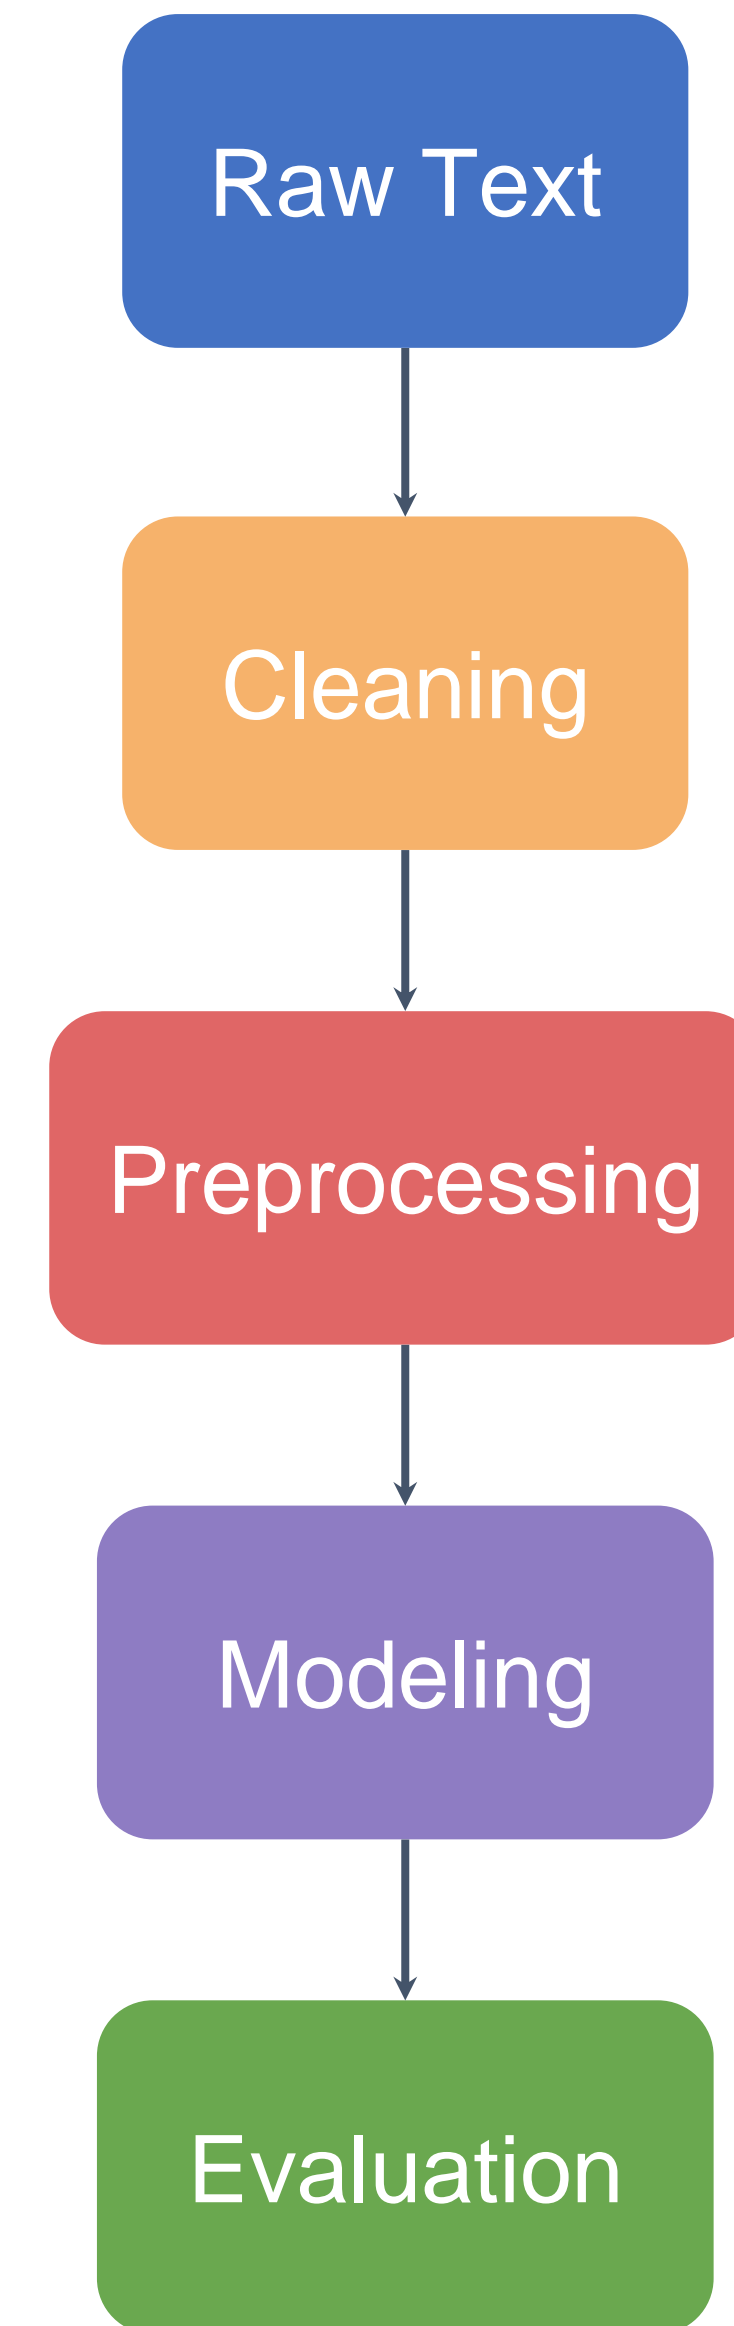 Raw Text
Cleaning
Preprocessing
Modeling
Evaluation